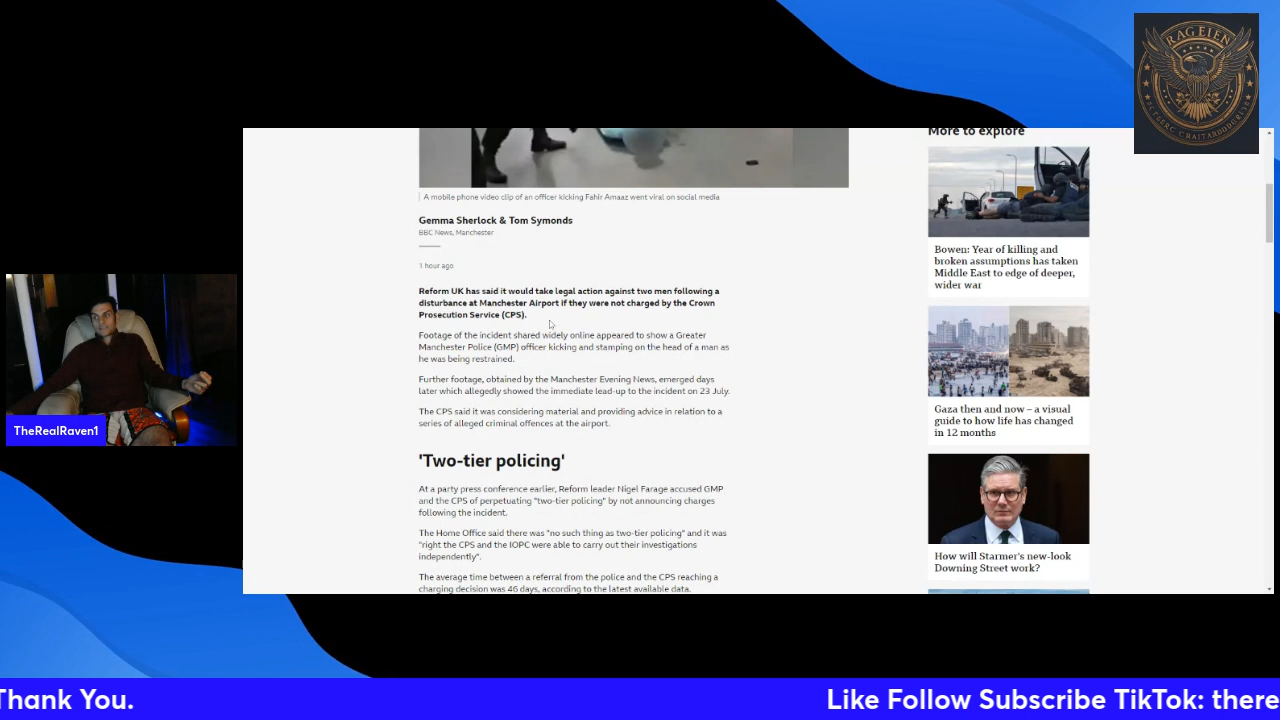 RAGEIEN
More to explore
A mobile phone video clip of an officer kicking Fahir Amaaz went viral on social media
Gemma Sherlock & Tom Symonds
BBC News, Manchester
1 hour ago
Reform UK has said it would take legal action against two men following a
disturbance at Manchester Airport if they were not charged by the Crown
Prosecution Service (CPS).
Footage of the incident shared widely online appeared to show a Greater
Manchester Police (GMP) officer kicking and stamping on the head of a man as
he was being restrained.
Further footage, obtained by the Manchester Evening News, emerged days
later which allegedly showed the immediate lead-up to the incident on 23 July.
The CPS said it was considering material and providing advice in relation to a
series of alleged criminal offences at the airport.
'Two-tier policing'
At a party press conference earlier, Reform leader Nigel Farage accused GMP
and the CPS of perpetuating "two-tier policing" by not announcing charges
following the incident.
The Home Office said there was "no such thing as two-tier policing" and it was
"right the CPS and the IOPC were able to carry out their investigations
independently".
The average time between a referral from the police and the CPS reaching a
charging decision was 46 days, according to the latest available data.
Bowen: Year of killing and
broken assumptions has taken
Middle East to edge of deeper,
wider war
Gaza then and now – a visual
guide to how life has changed
in 12 months
How will Starmer's new-look
Downing Street work?
TheRealRaven1
Thank You.
Like Follow Subscribe TikTok: there